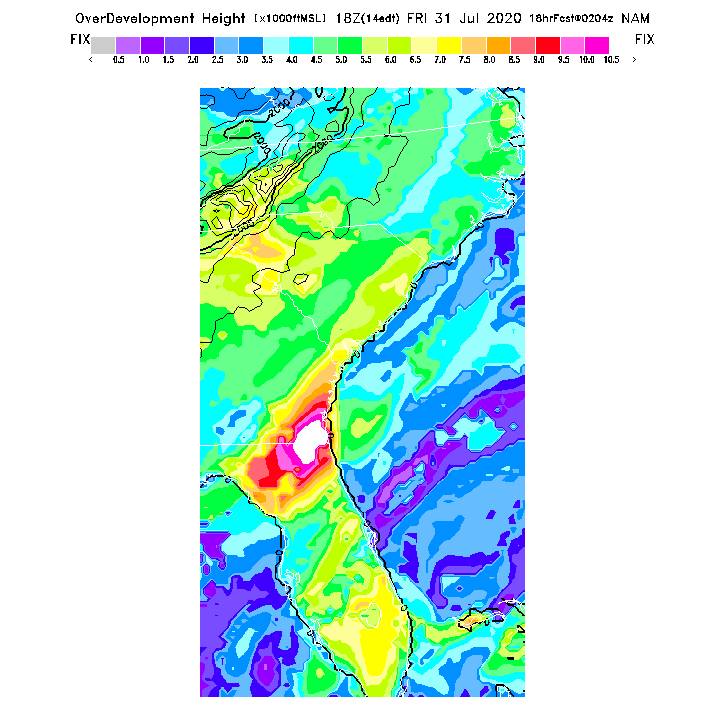 OverDevelopment Height [x1000ftMSL] 18Z(14edt) FRI 31 Jul 2020 18hrFcst@0204z NAM
FIX FIX
< 0.5 1.0 1.5 2.0 2.5 3.0 3.5 4.0 4.5 5.0 5.5 6.0 6.5 7.0 7.5 8.0 8.5 9.0 9.5 10.0 10.5 >
2000
2000